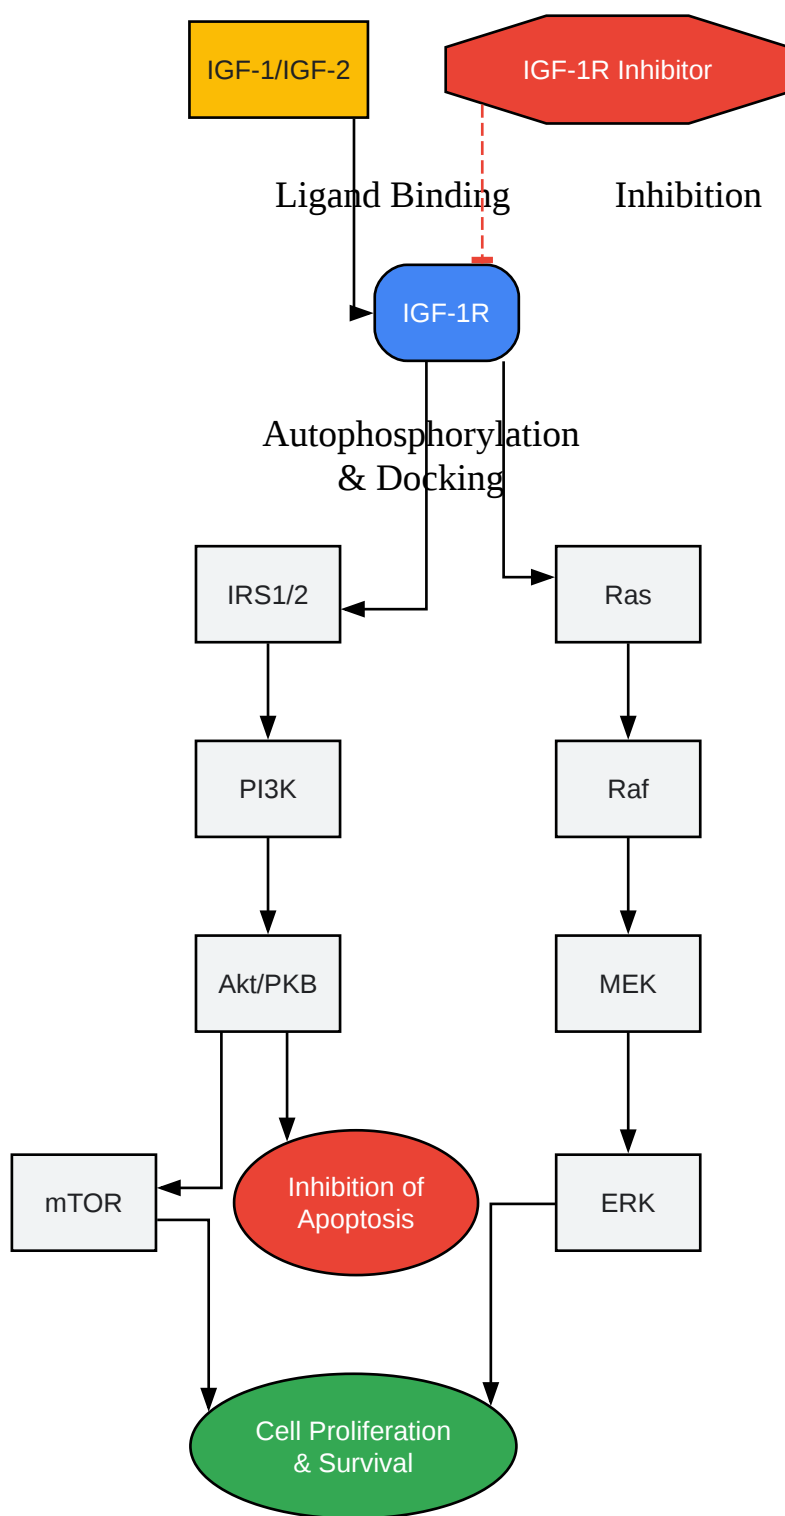 IGF-1/IGF-2
IGF-1R Inhibitor
Ligand Binding
Inhibition
IGF-1R
Autophosphorylation
& Docking
IRS1/2
Ras
PI3K
Raf
Akt/PKB
MEK
mTOR
Inhibition of
Apoptosis
ERK
Cell Proliferation
& Survival